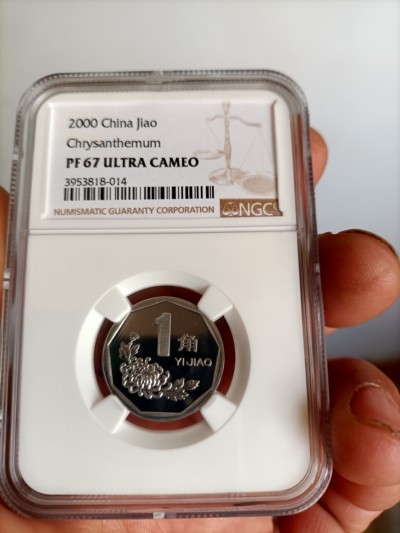 2000 China Jiao
Chrysanthemum
PF 67 ULTRA CAMEO
3953818-014
NUMISMATIC GUARANTY CORPORATION
NGC
1 角
YI JIAO